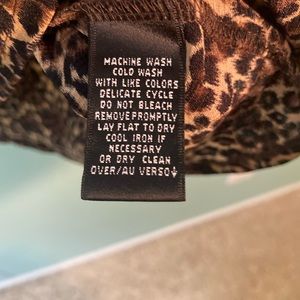 MACHINE WASH
COLD WASH
WITH LIKE COLORS
DELICATE CYCLE
DO NOT BLEACH
REMOVE PROMPTLY
LAY FLAT TO DRY
COOL IRON IF
NECESSARY
OR DRY CLEAN
OVER/AU VERSO↓